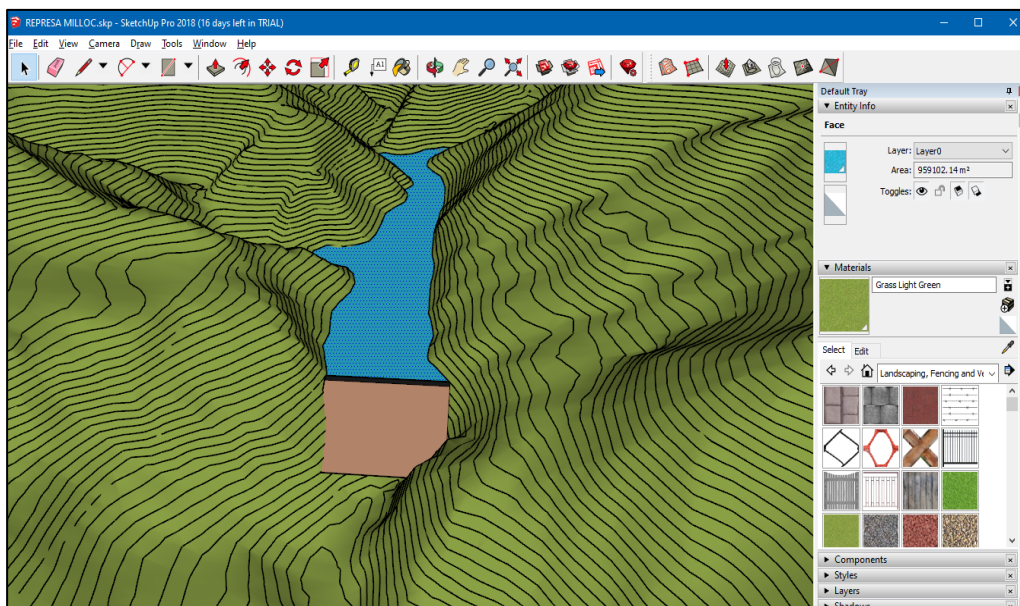 REPRESA MILLOC.skp - SketchUp Pro 2018 (16 days left in TRIAL)
File Edit View Camera Draw Tools Window Help
A1
Default Tray
Entity Info
Face
Layer: Layer0
Area: 959102.14 m²
Toggles:
Materials
Grass Light Green
Select Edit
Landscaping, Fencing and Ve
Components
Styles
Layers
Shadows